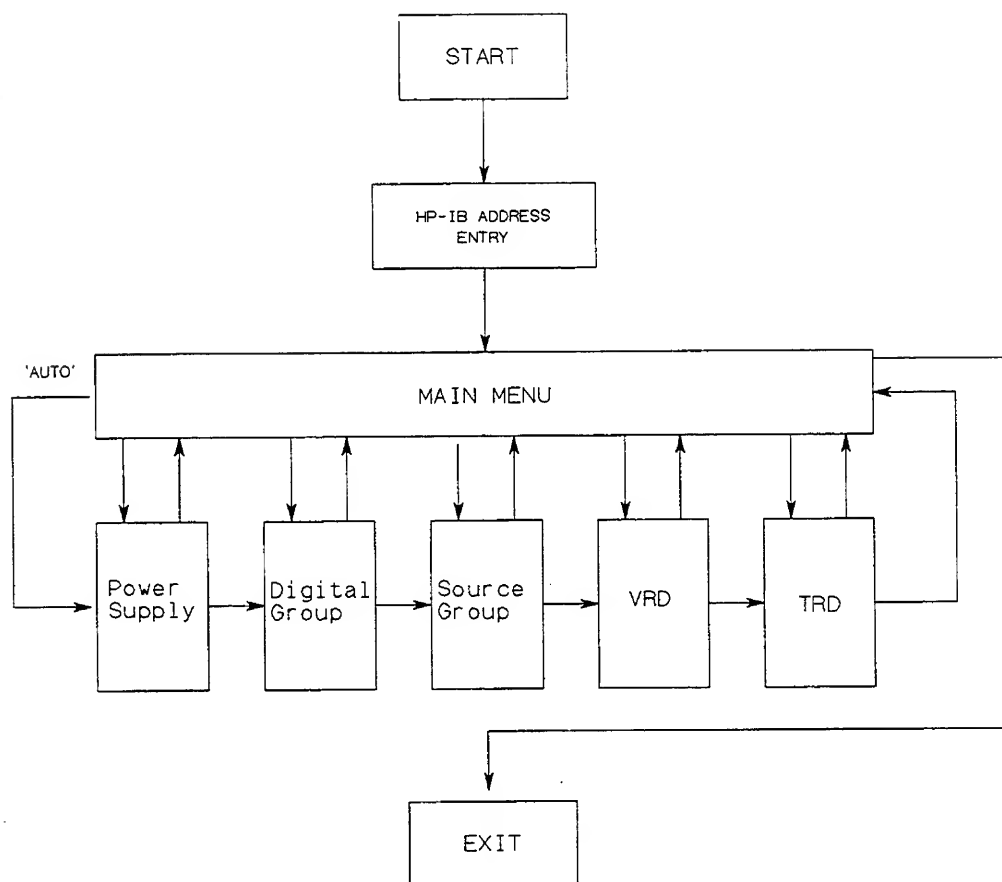 START
HP-IB ADDRESS
ENTRY
'AUTO'
MAIN MENU
Power
Supply
Digital
Group
Source
Group
VRD
TRD
EXIT